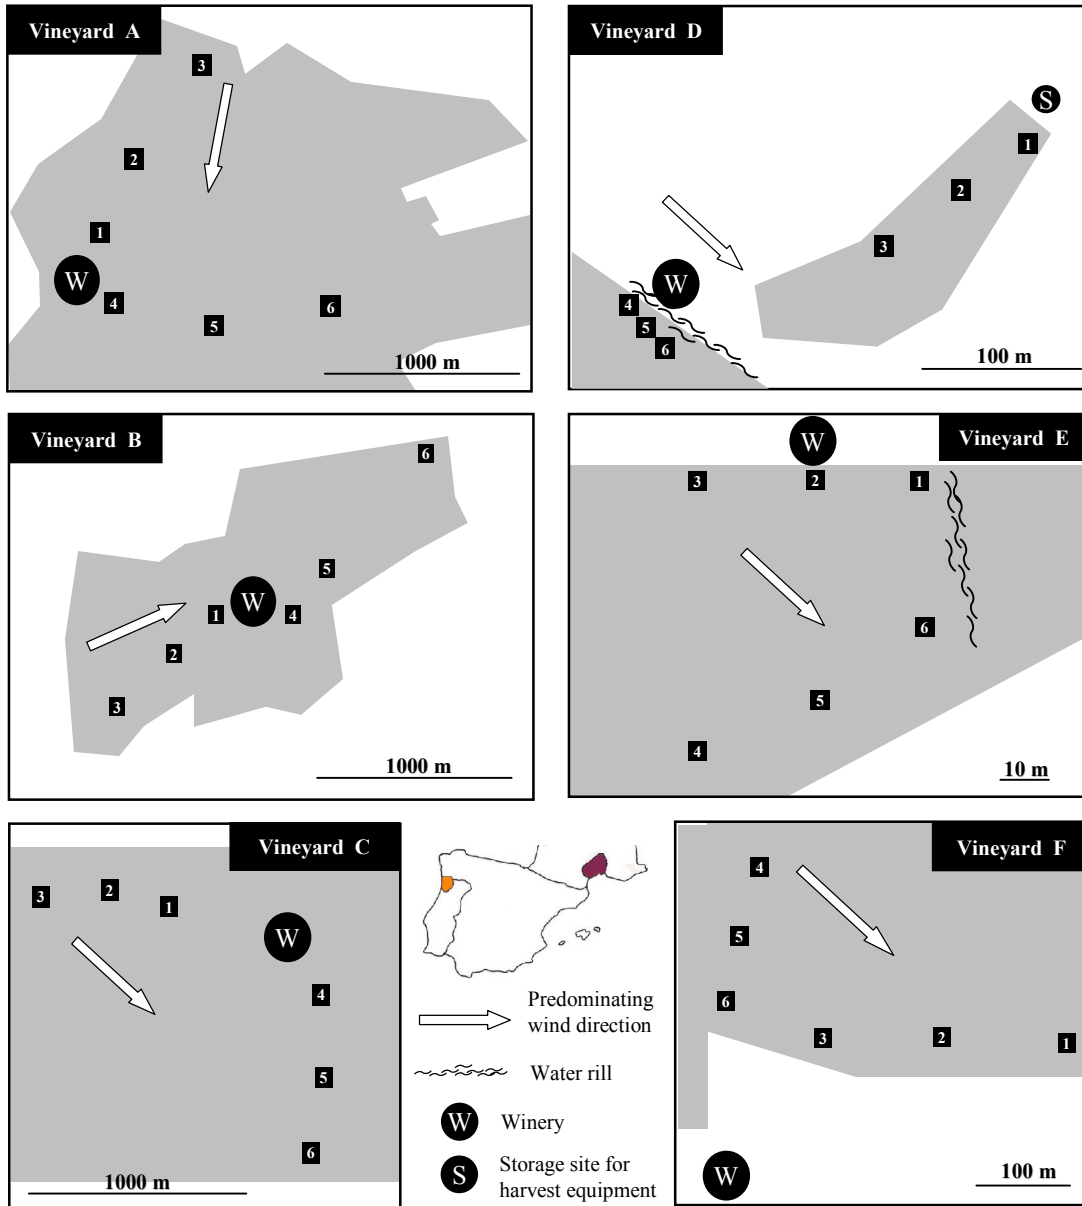 Vineyard A
3
2
1
W
4
5
6
1000 m
Vineyard D
S
1
2
3
W
4
5
6
100 m
Vineyard B
6
5
1
W
4
2
3
1000 m
Vineyard E
W
3
2
1
6
5
4
10 m
Vineyard C
3
2
1
W
4
5
6
1000 m
Predominating
wind direction
Water rill
W
Winery
S
Storage site for
harvest equipment
Vineyard F
4
5
6
3
2
1
W
100 m